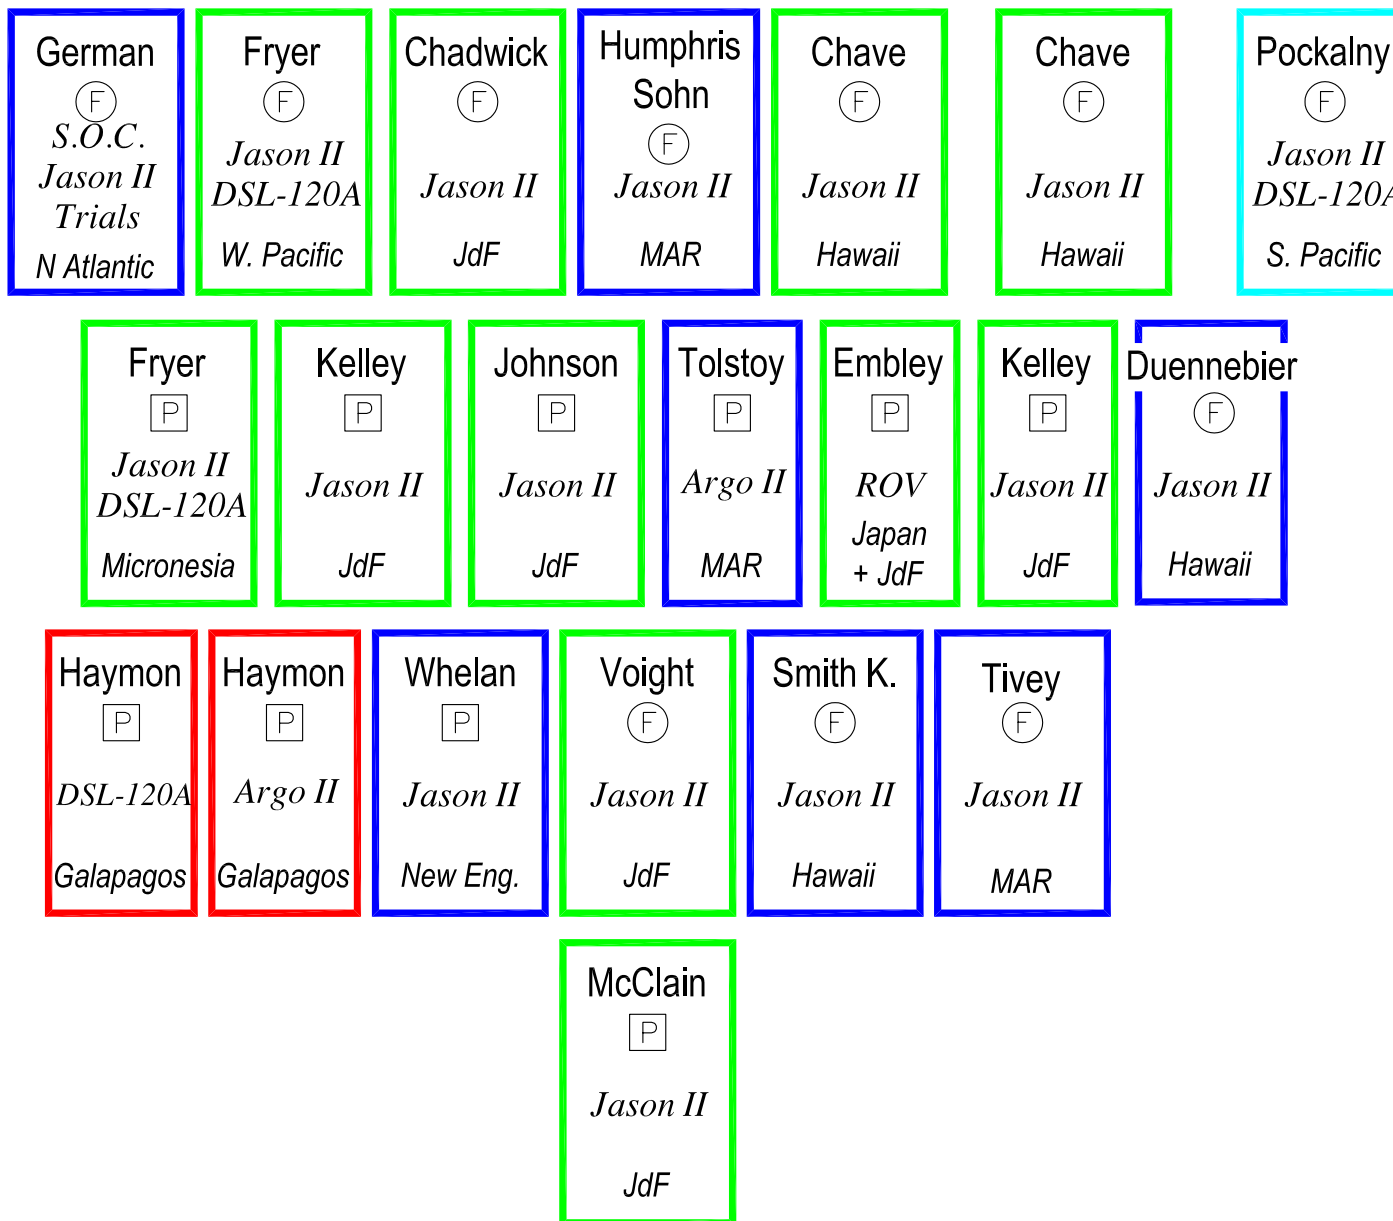 German
F
S.O.C.
Jason II
Trials
N Atlantic
Fryer
F
Jason II
DSL-120A
W. Pacific
Chadwick
F
Jason II
JdF
Humphris
Sohn
F
Jason II
MAR
Chave
F
Jason II
Hawaii
Chave
F
Jason II
Hawaii
Pockalny
F
Jason II
DSL-120A
S. Pacific
Fryer
P
Jason II
DSL-120A
Micronesia
Kelley
P
Jason II
JdF
Johnson
P
Jason II
JdF
Tolstoy
P
Argo II
MAR
Embley
P
ROV
Japan
+ JdF
Kelley
P
Jason II
JdF
Duennebier
F
Jason II
Hawaii
Haymon
P
DSL-120A
Galapagos
Haymon
P
Argo II
Galapagos
Whelan
P
Jason II
New Eng.
Voight
F
Jason II
JdF
Smith K.
F
Jason II
Hawaii
Tivey
F
Jason II
MAR
McClain
P
Jason II
JdF